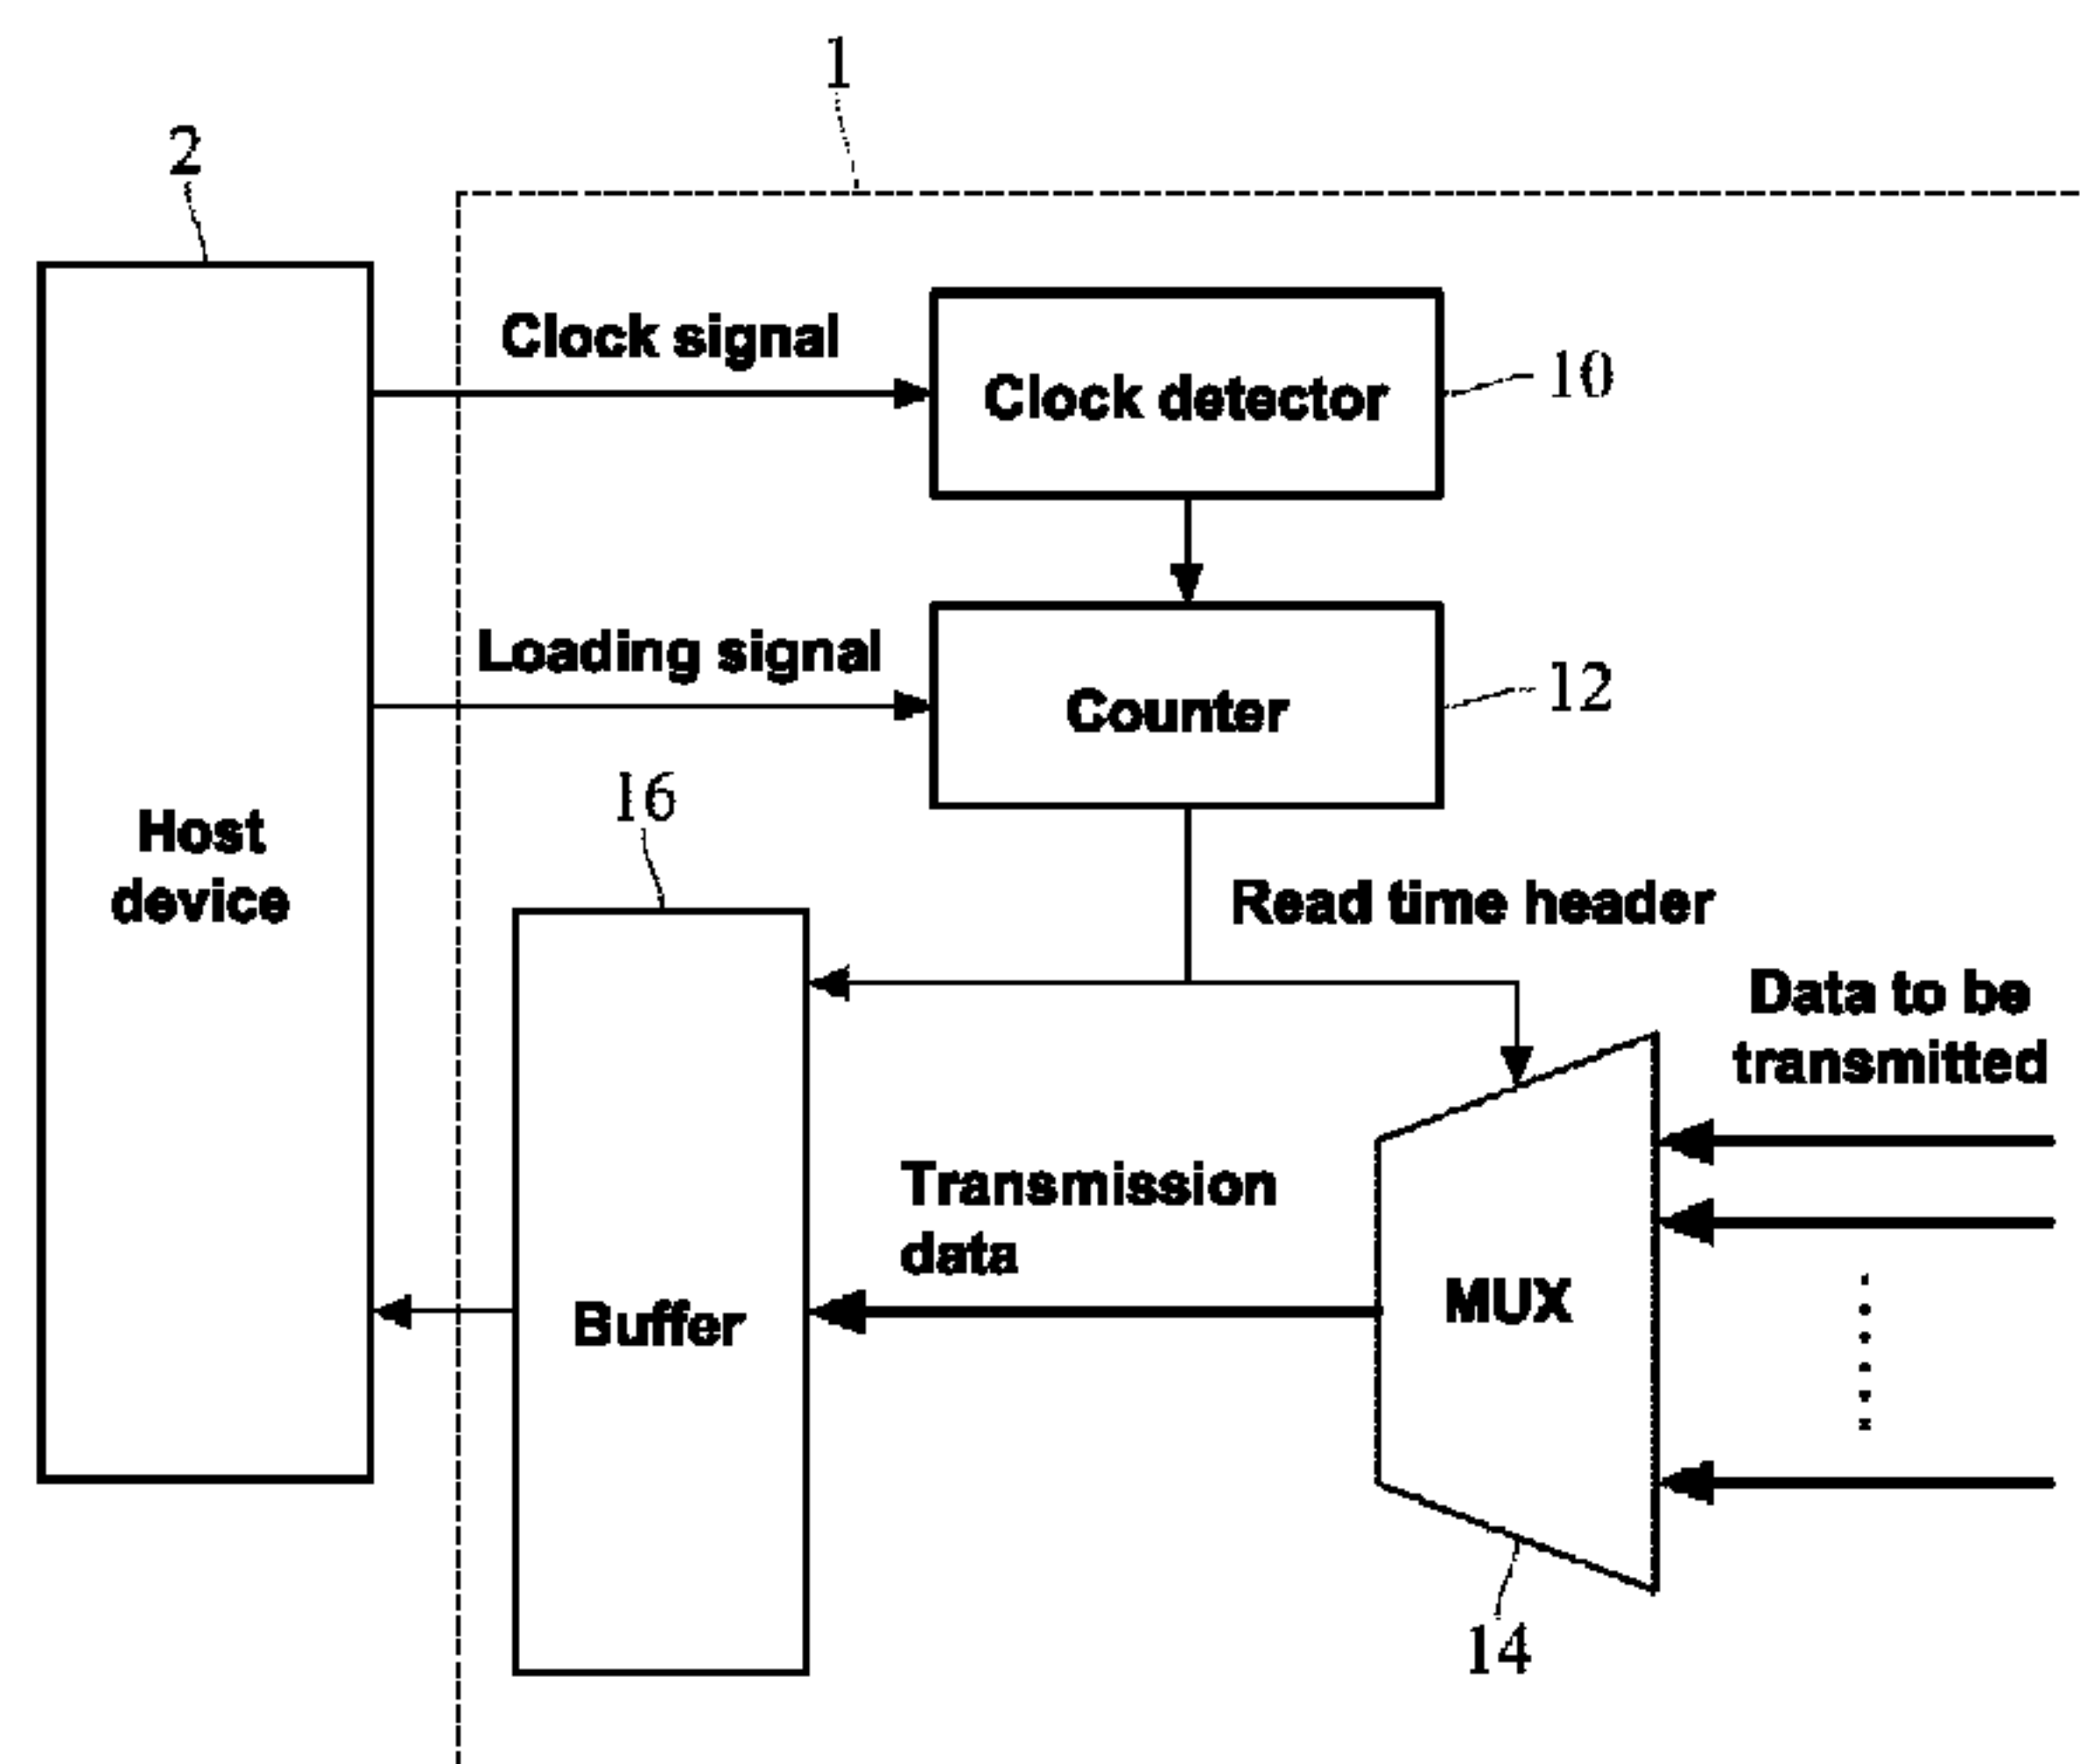 1
2
Clock signal
Clock detector
10
Loading signal
Counter
12
16
Host
device
Read time header
Data to be
transmitted
Transmission
data
MUX
Buffer
14